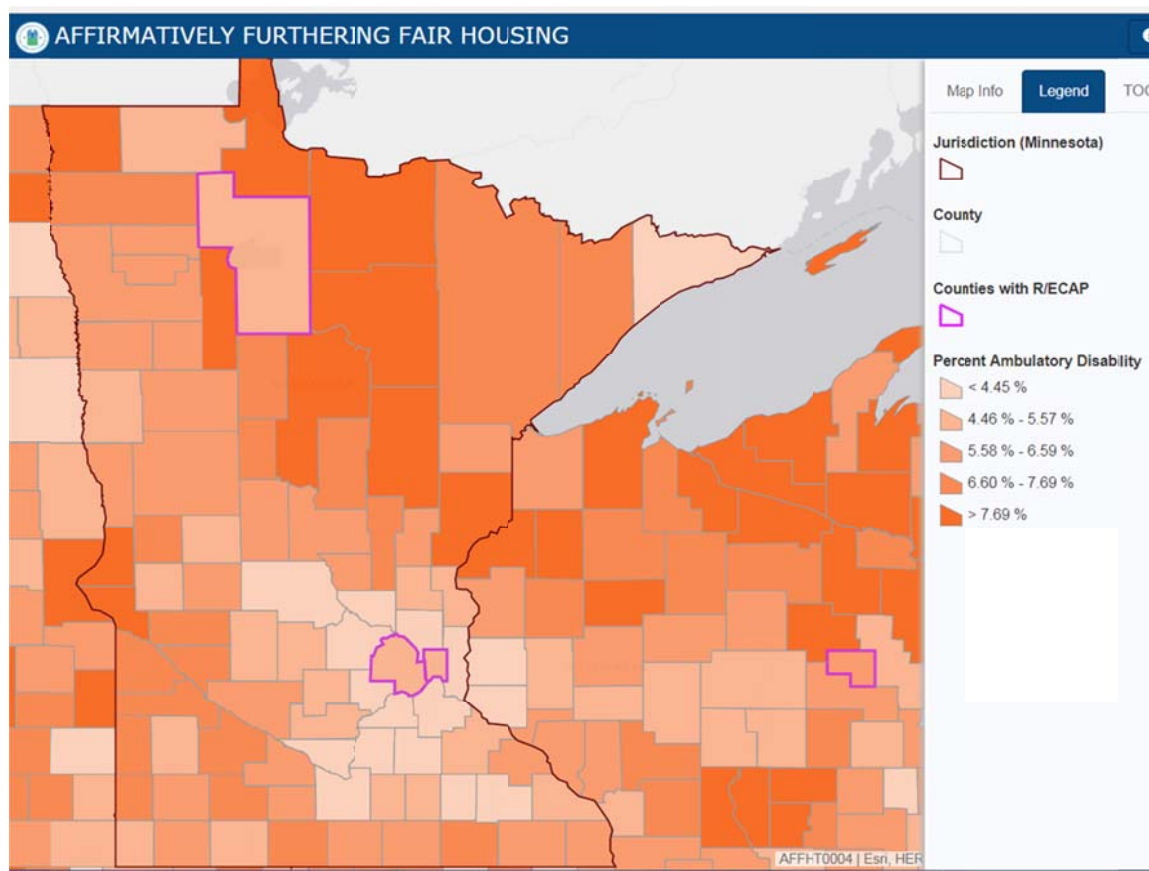 AFFIRMATIVELY FURTHERING FAIR HOUSING
Map Info Legend TOC
Jurisdiction (Minnesota)
County
Counties with R/ECAP
Percent Ambulatory Disability
< 4.45 %
4.46 % - 5.57 %
5.58 % - 6.59 %
6.60 % - 7.69 %
> 7.69 %
AFFHT0004 | Esri, HER